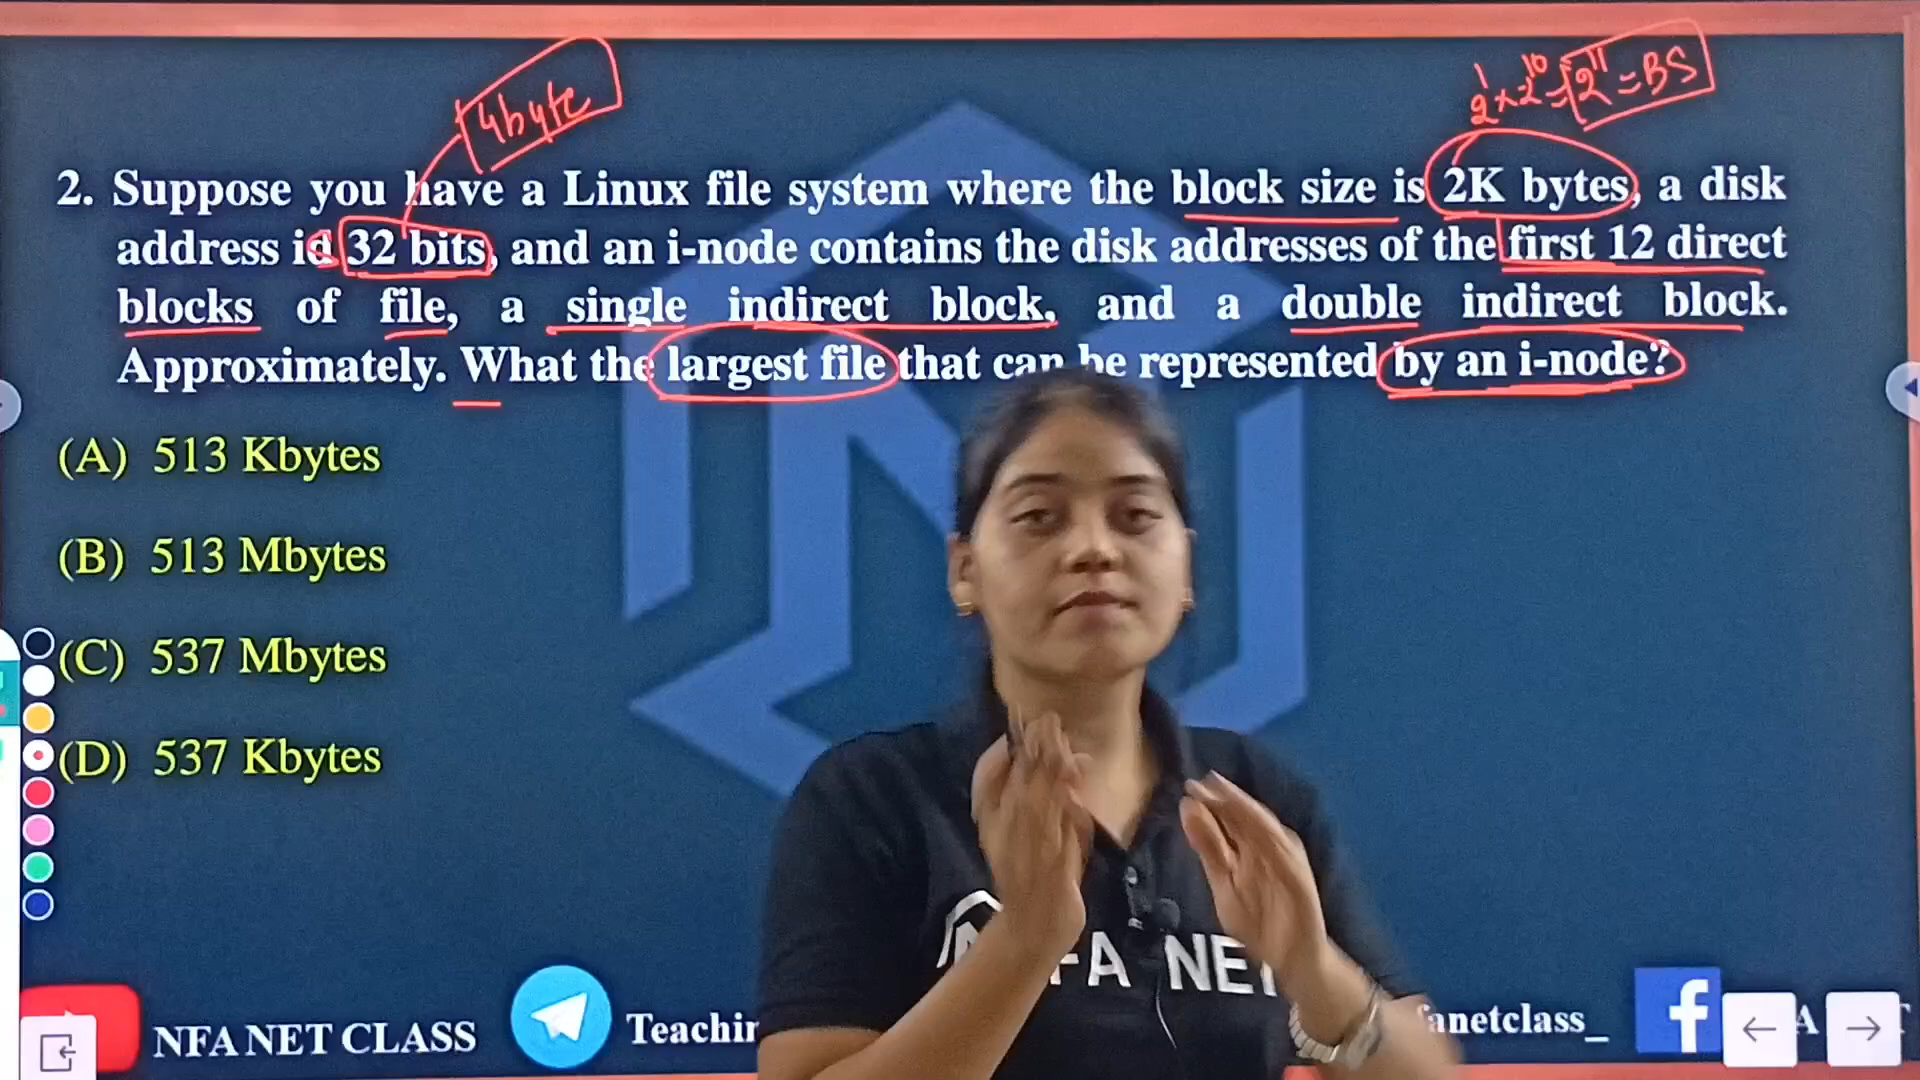 4byte
2¹ × 2¹⁰ = 2¹¹ = BS
2. Suppose you have a Linux file system where the block size is 2K bytes, a disk
address id 32 bits, and an i-node contains the disk addresses of the first 12 direct
blocks of file, a single indirect block, and a double indirect block.
Approximately. What the largest file that can be represented by an i-node?
(A) 513 Kbytes
(B) 513 Mbytes
(C) 537 Mbytes
(D) 537 Kbytes
FA NET
NFA NET CLASS
anetclass_
f
A